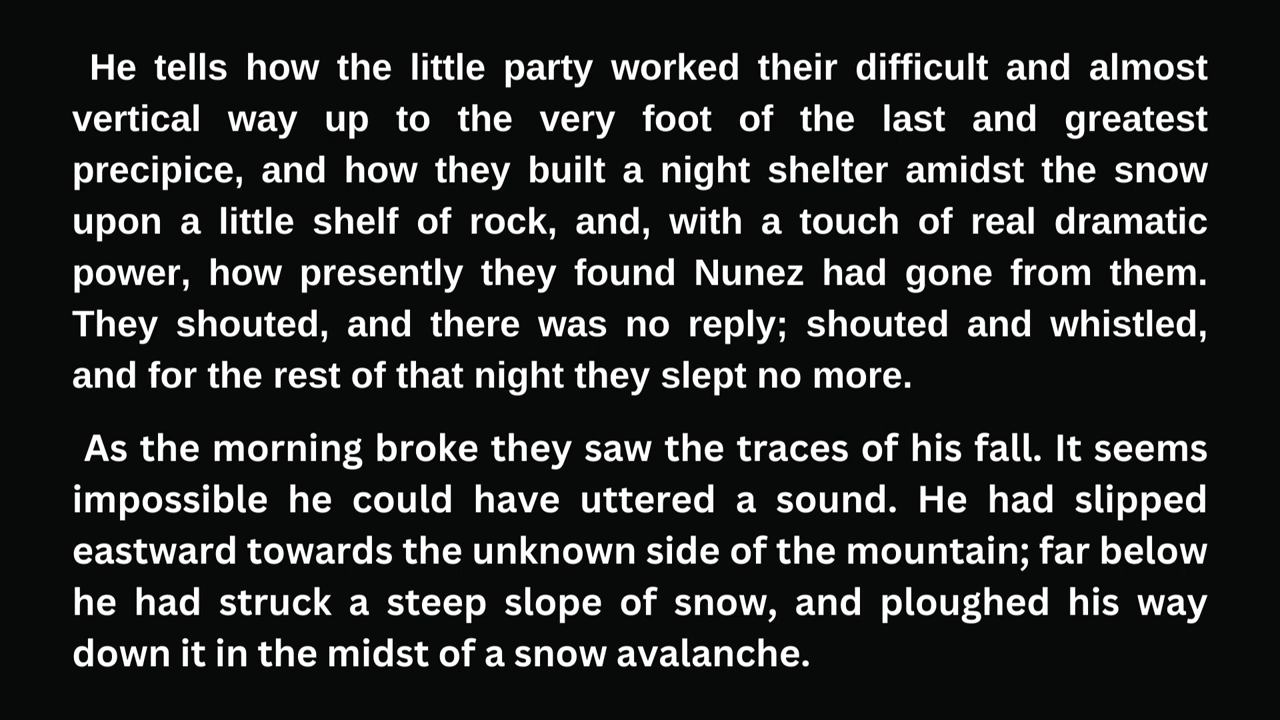 He tells how the little party worked their difficult and almost
vertical way up to the very foot of the last and greatest
precipice, and how they built a night shelter amidst the snow
upon a little shelf of rock, and, with a touch of real dramatic
power, how presently they found Nunez had gone from them.
They shouted, and there was no reply; shouted and whistled,
and for the rest of that night they slept no more.
As the morning broke they saw the traces of his fall. It seems
impossible he could have uttered a sound. He had slipped
eastward towards the unknown side of the mountain; far below
he had struck a steep slope of snow, and ploughed his way
down it in the midst of a snow avalanche.